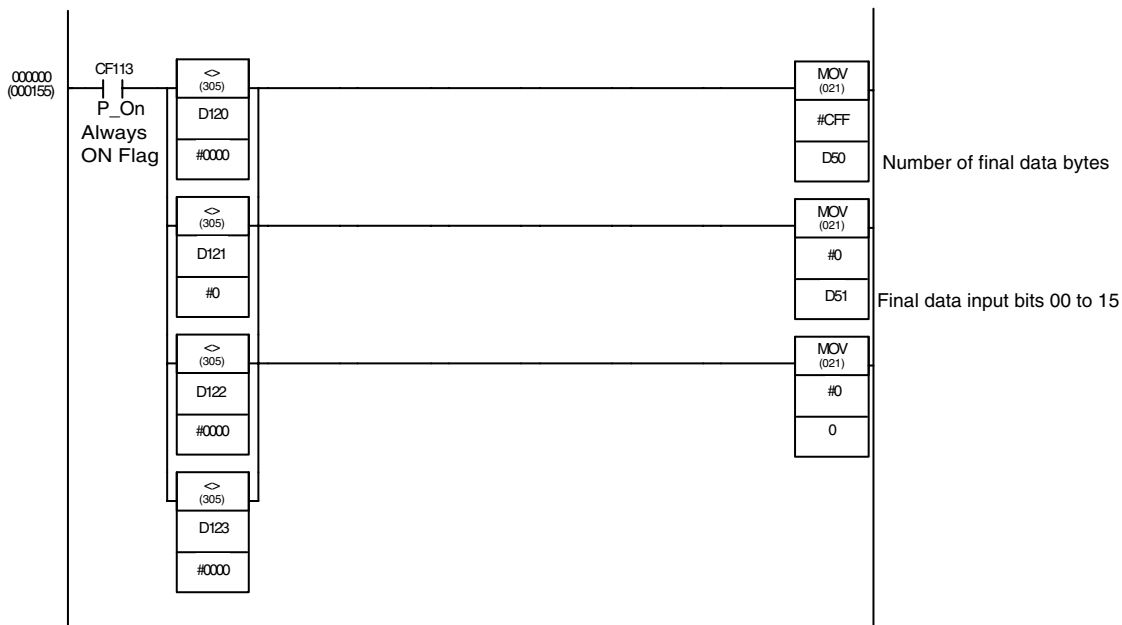 000000
(000155)
CF113
P_On
Always
ON Flag
<>
(305)
D120
#0000
MOV
(021)
#CFF
D50
Number of final data bytes
<>
(305)
D121
#0
MOV
(021)
#0
D51
Final data input bits 00 to 15
<>
(305)
D122
#0000
MOV
(021)
#0
0
<>
(305)
D123
#0000